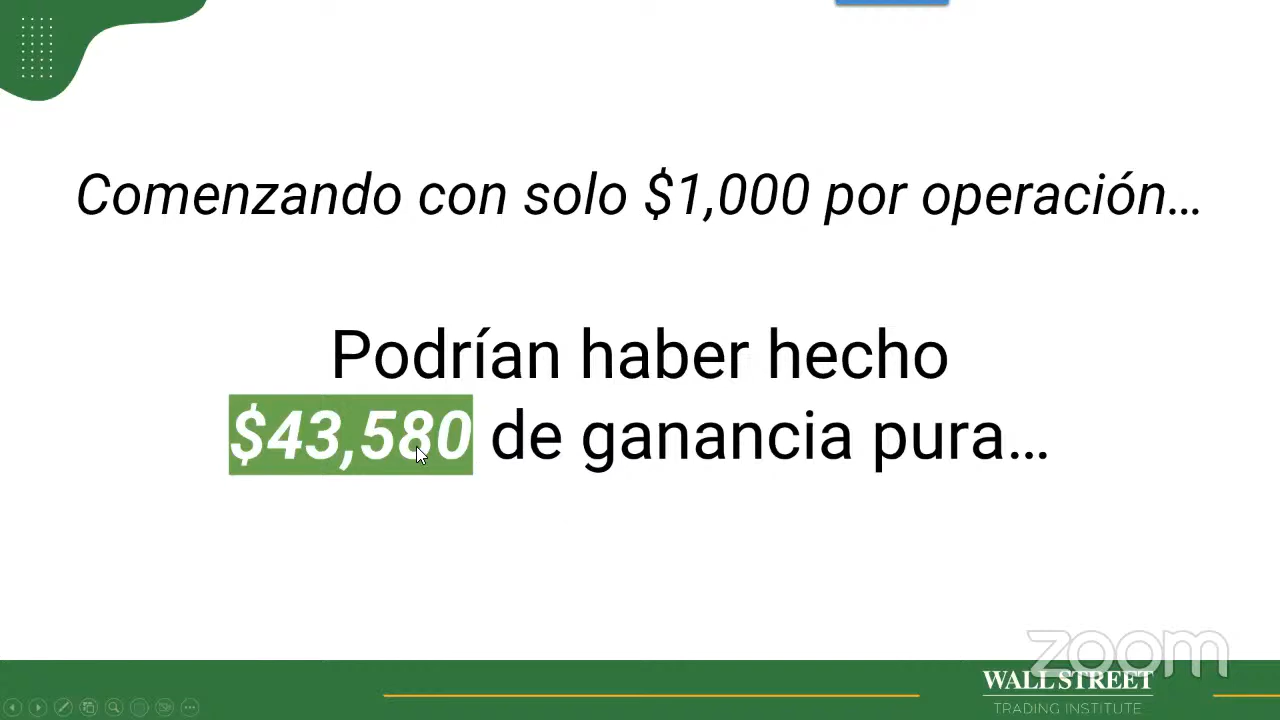 Comenzando con solo $1,000 por operación...
Podrían haber hecho
$43,580 de ganancia pura...
zoom
WALL STREET
TRADING INSTITUTE